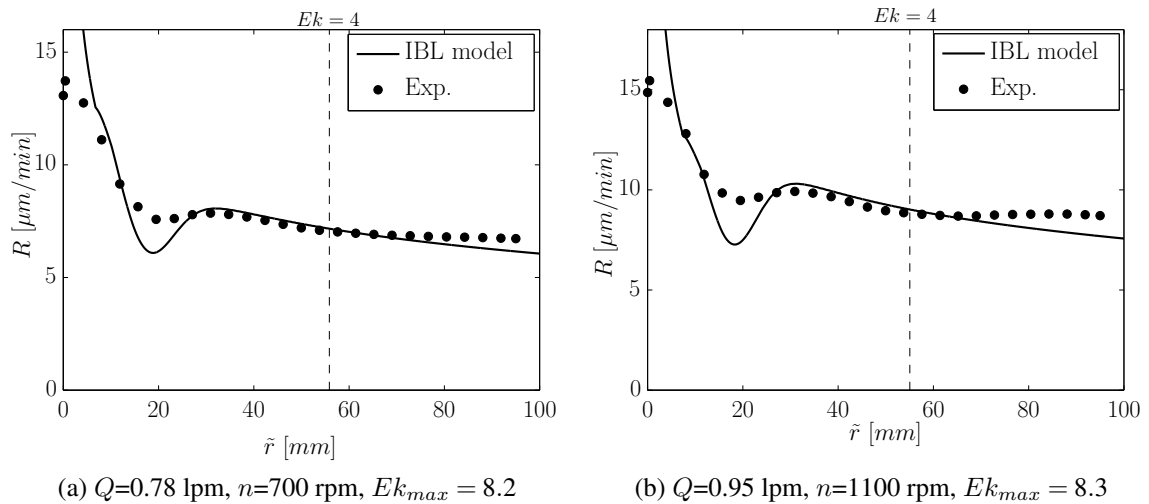 Ek = 4
IBL model
Exp.
15
10
5
0
R [µm/min]
0 20 40 60 80 100
r̃ [mm]
(a) Q=0.78 lpm, n=700 rpm, Ekmax = 8.2
Ek = 4
IBL model
Exp.
15
10
5
0
R [µm/min]
0 20 40 60 80 100
r̃ [mm]
(b) Q=0.95 lpm, n=1100 rpm, Ekmax = 8.3